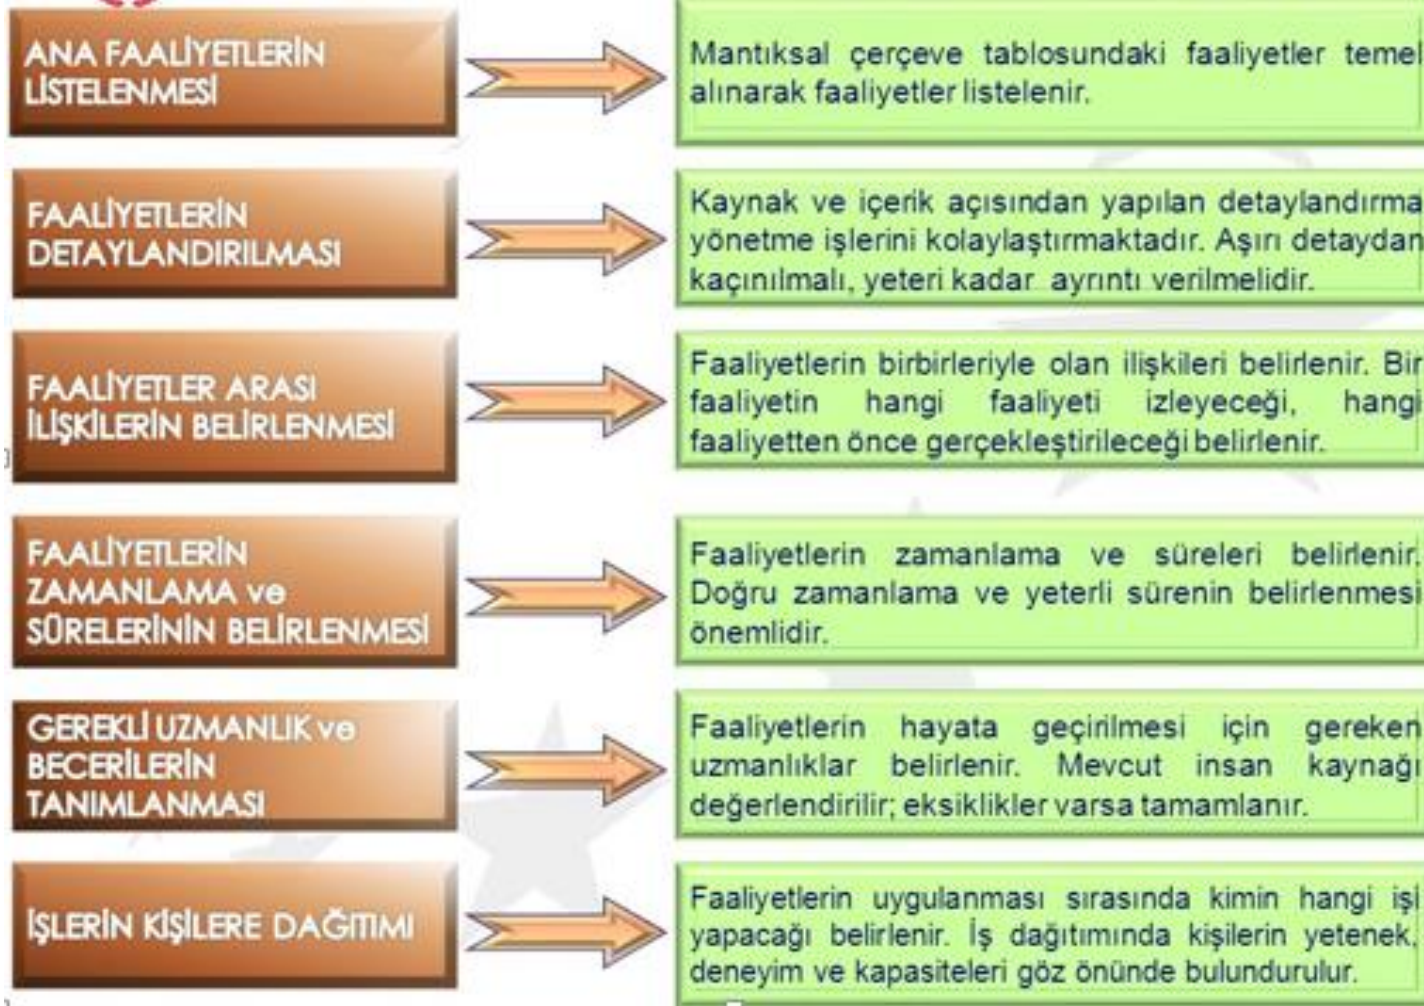 ANA FAALİYETLERİN
LİSTELENMESİ
Mantıksal çerçeve tablosundaki faaliyetler temel
alınarak faaliyetler listelenir.
FAALİYETLERİN
DETAYLANDIRILMASI
Kaynak ve içerik açısından yapılan detaylandırma
yönetme işlerini kolaylaştırmaktadır. Aşırı detaydan
kaçınılmalı, yeteri kadar ayrıntı verilmelidir.
FAALİYETLER ARASI
İLİŞKİLERİN BELİRLENMESİ
Faaliyetlerin birbirleriyle olan ilişkileri belirlenir. Bir
faaliyetin hangi faaliyeti izleyeceği, hangi
faaliyetten önce gerçekleştirileceği belirlenir.
FAALİYETLERİN
ZAMANLAMA ve
SÜRELERİNİN BELİRLENMESİ
Faaliyetlerin zamanlama ve süreleri belirlenir.
Doğru zamanlama ve yeterli sürenin belirlenmesi
önemlidir.
GEREKLİ UZMANLIK ve
BECERİLERİN
TANIMLANMASI
Faaliyetlerin hayata geçirilmesi için gereken
uzmanlıklar belirlenir. Mevcut insan kaynağı
değerlendirilir; eksiklikler varsa tamamlanır.
İŞLERİN KİŞİLERE DAĞITIMI
Faaliyetlerin uygulanması sırasında kimin hangi işi
yapacağı belirlenir. İş dağıtımında kişilerin yetenek,
deneyim ve kapasiteleri göz önünde bulundurulur.